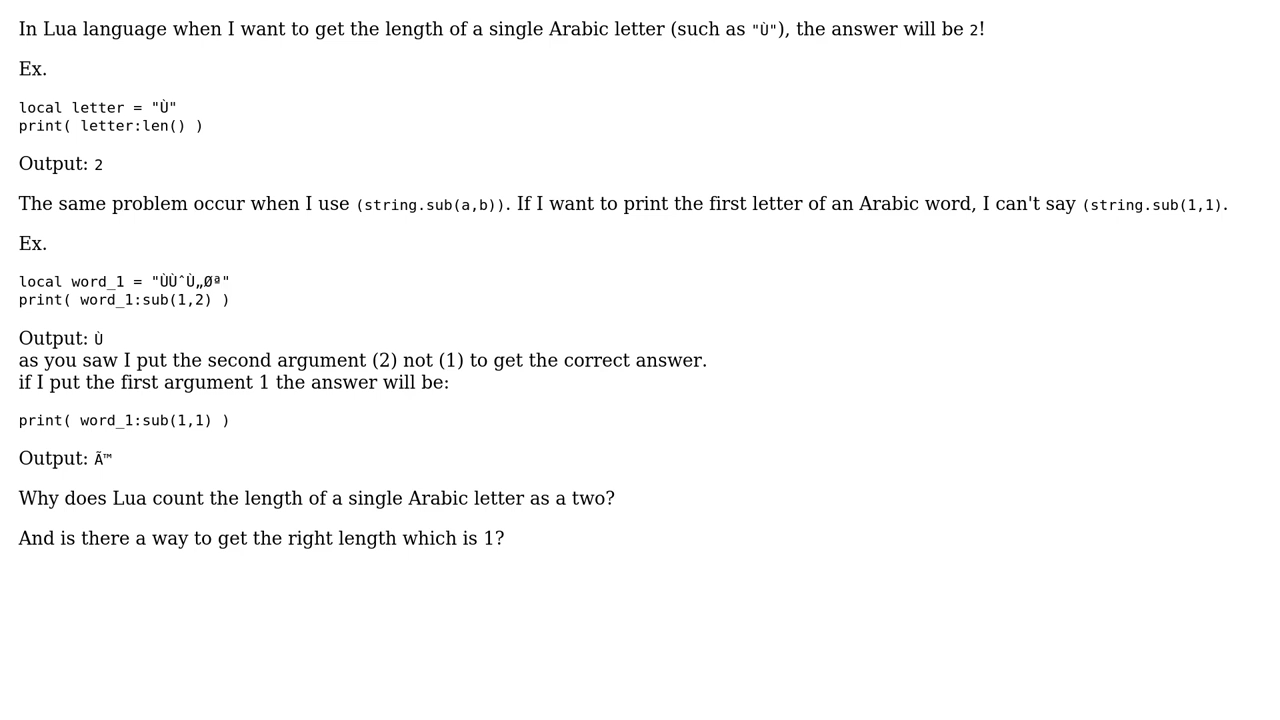 In Lua language when I want to get the length of a single Arabic letter (such as "Ù"), the answer will be 2!
Ex.
local letter = "Ù"
print( letter:len() )
Output: 2
The same problem occur when I use (string.sub(a,b)). If I want to print the first letter of an Arabic word, I can't say (string.sub(1,1).
Ex.
local word_1 = "ÙÙˆÙ„Øª"
print( word_1:sub(1,2) )
Output: Ù
as you saw I put the second argument (2) not (1) to get the correct answer.
if I put the first argument 1 the answer will be:
print( word_1:sub(1,1) )
Output: Ã™
Why does Lua count the length of a single Arabic letter as a two?
And is there a way to get the right length which is 1?